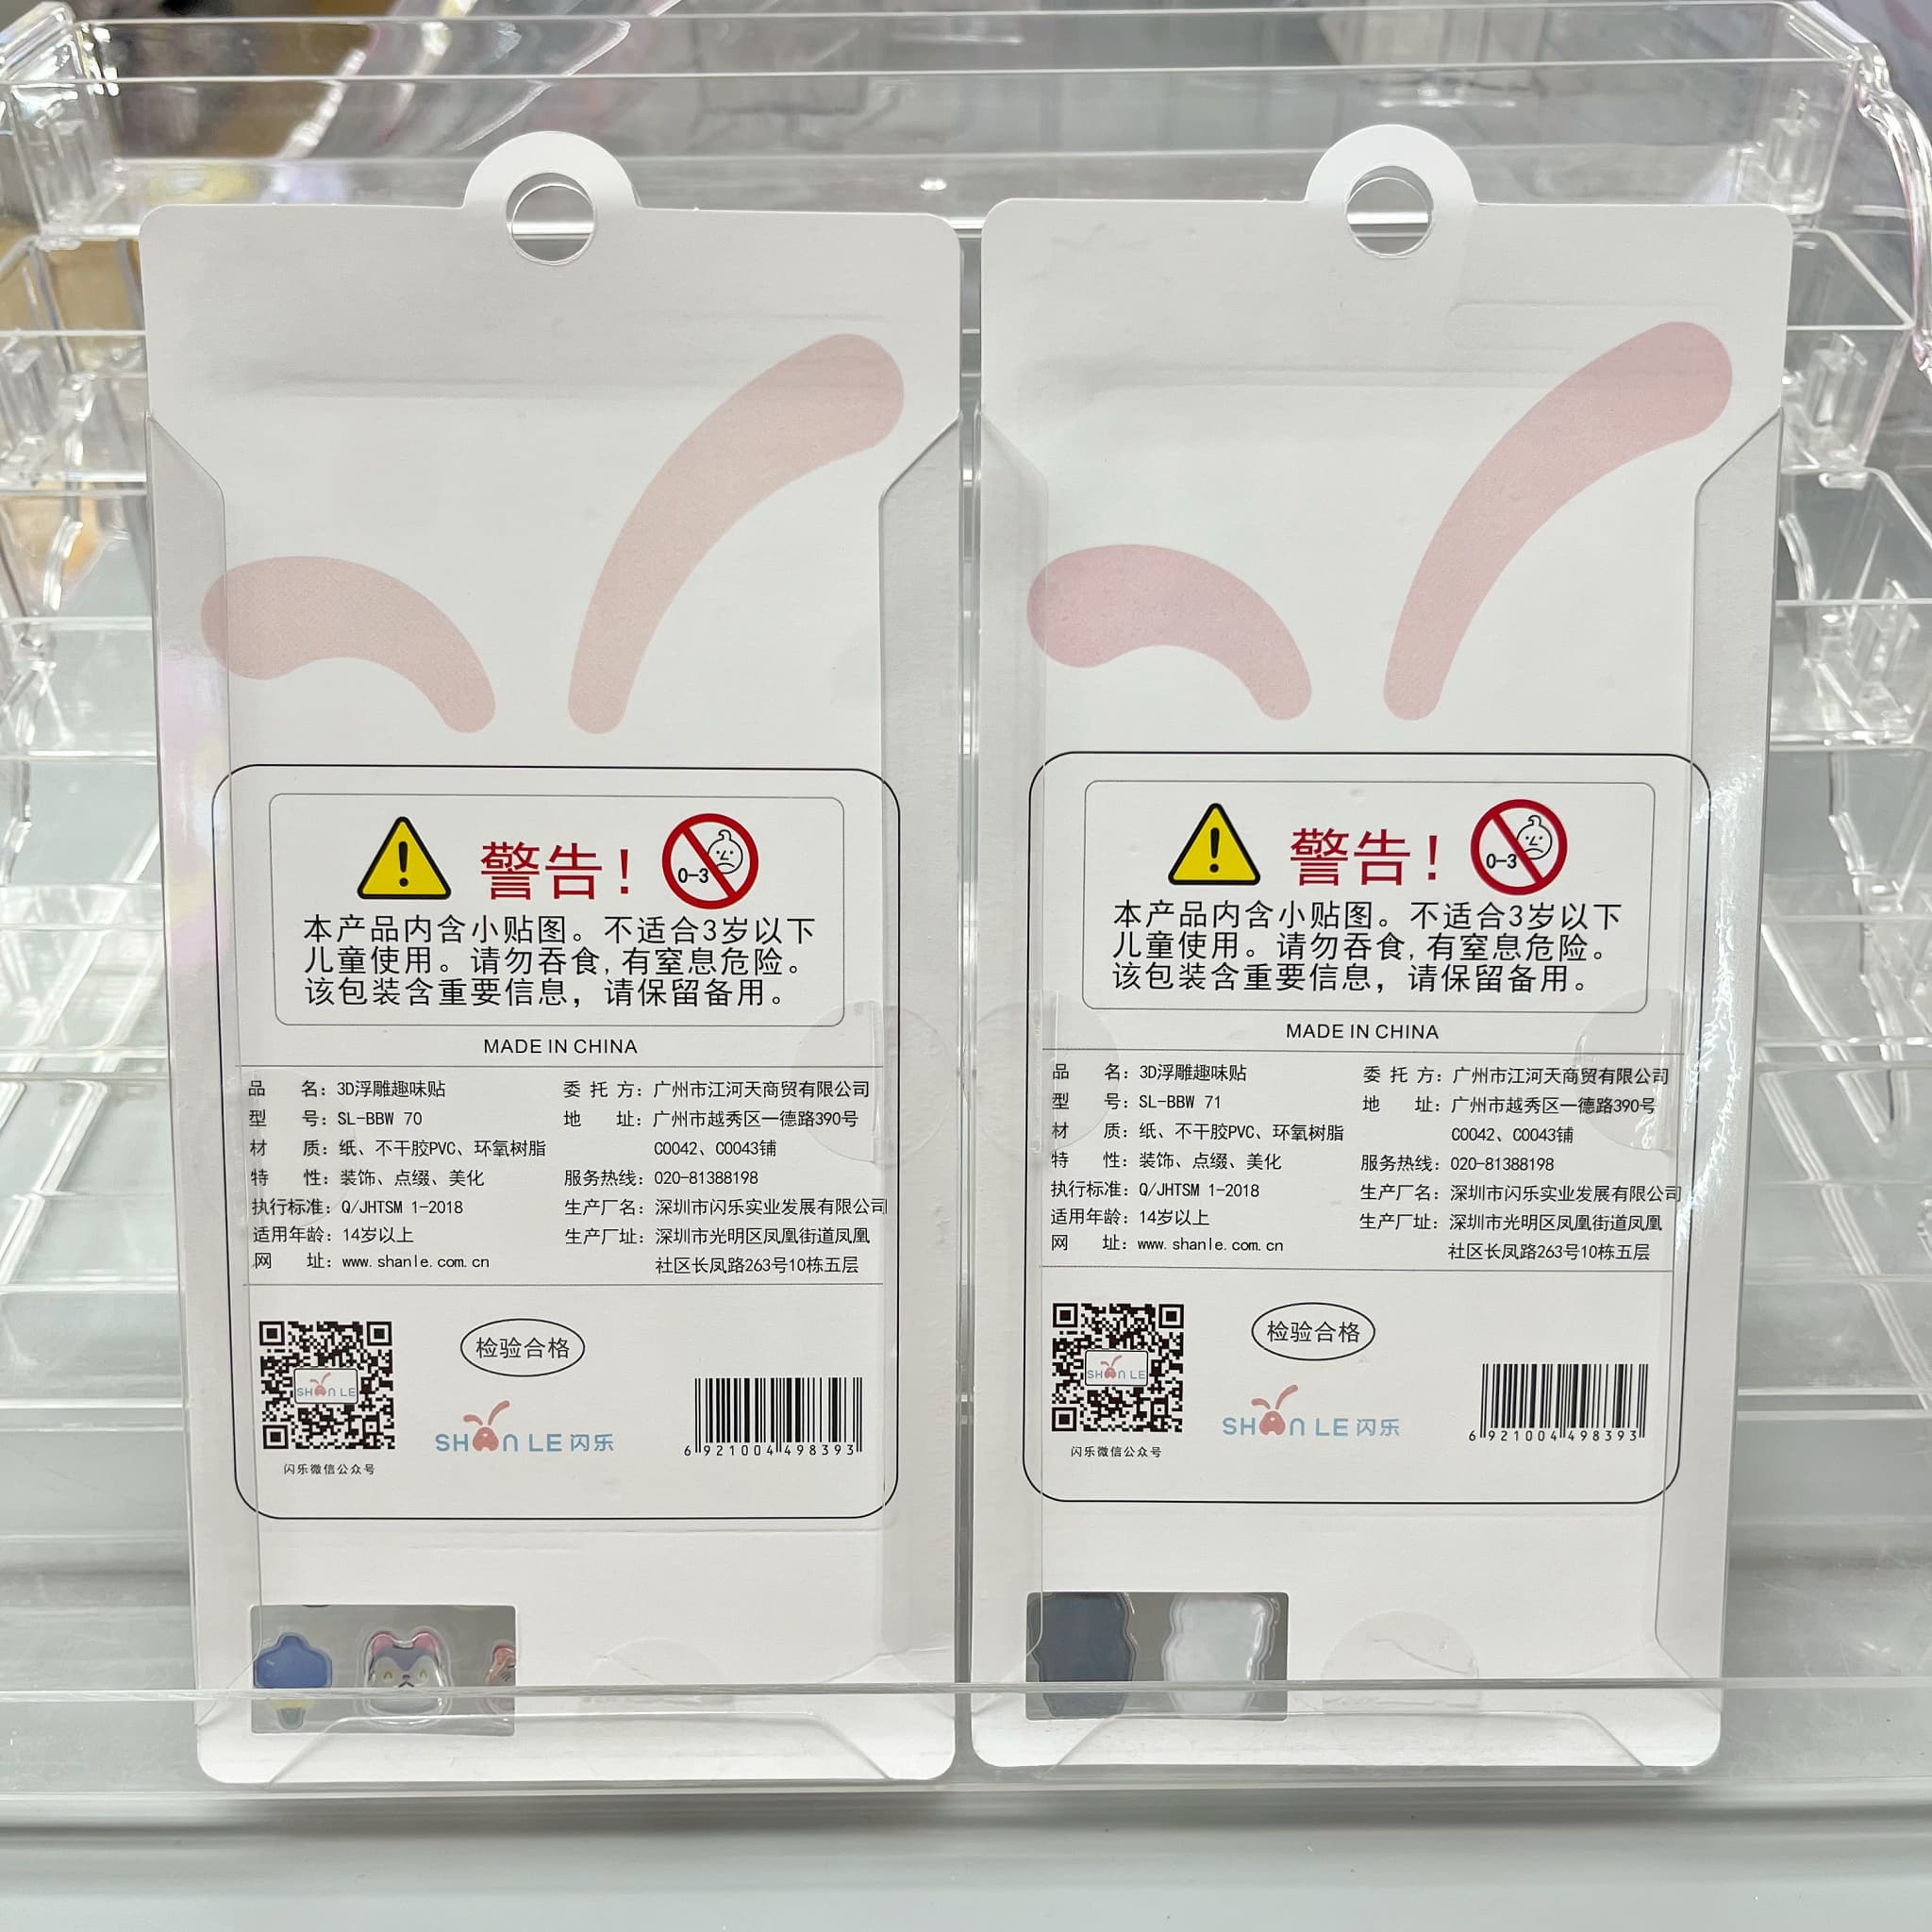 警告！
0-3
本产品内含小贴图。不适合3岁以下
儿童使用。请勿吞食,有窒息危险。
该包装含重要信息，请保留备用。
MADE IN CHINA
品 名：3D浮雕趣味贴
型 号：SL-BBW 70
材 质：纸、不干胶PVC、环氧树脂
特 性：装饰、点缀、美化
执行标准：Q/JHTSM 1-2018
适用年龄：14岁以上
网 址：www.shanle.com.cn
委 托 方：广州市江河天商贸有限公司
地 址：广州市越秀区一德路390号
C0042、C0043铺
服务热线：020-81388198
生产厂名：深圳市闪乐实业发展有限公司
生产厂址：深圳市光明区凤凰街道凤凰
社区长凤路263号10栋五层
SHAN LE
闪乐微信公众号
检验合格
SHAN LE 闪乐
6 921004 498393
警告！
0-3
本产品内含小贴图。不适合3岁以下
儿童使用。请勿吞食,有窒息危险。
该包装含重要信息，请保留备用。
MADE IN CHINA
品 名：3D浮雕趣味贴
型 号：SL-BBW 71
材 质：纸、不干胶PVC、环氧树脂
特 性：装饰、点缀、美化
执行标准：Q/JHTSM 1-2018
适用年龄：14岁以上
网 址：www.shanle.com.cn
委 托 方：广州市江河天商贸有限公司
地 址：广州市越秀区一德路390号
C0042、C0043铺
服务热线：020-81388198
生产厂名：深圳市闪乐实业发展有限公司
生产厂址：深圳市光明区凤凰街道凤凰
社区长凤路263号10栋五层
SHAN LE
闪乐微信公众号
检验合格
SHAN LE 闪乐
6 921004 498393